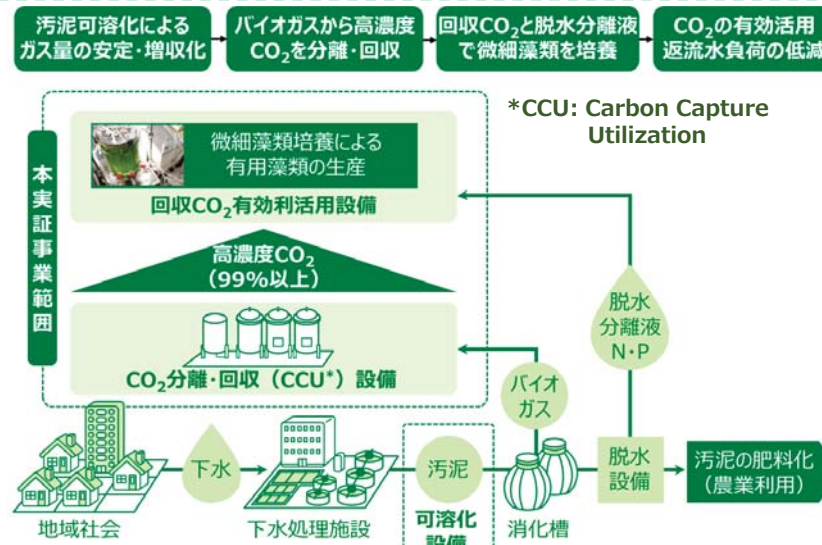 汚泥可溶化による
ガス量の安定・増収化
バイオガスから高濃度
CO₂を分離・回収
回収CO₂と脱水分離液
で微細藻類を培養
CO₂の有効活用
返流水負荷の低減
*CCU: Carbon Capture
Utilization
本実証事業範囲
微細藻類培養による
有用藻類の生産
回収CO₂有効利活用設備
高濃度CO₂
（99%以上）
CO₂分離・回収（CCU*）設備
脱水
分離液
N・P
バイオ
ガス
下水
汚泥
脱水
設備
汚泥の肥料化
（農業利用）
地域社会
下水処理施設
可溶化
設備
消化槽